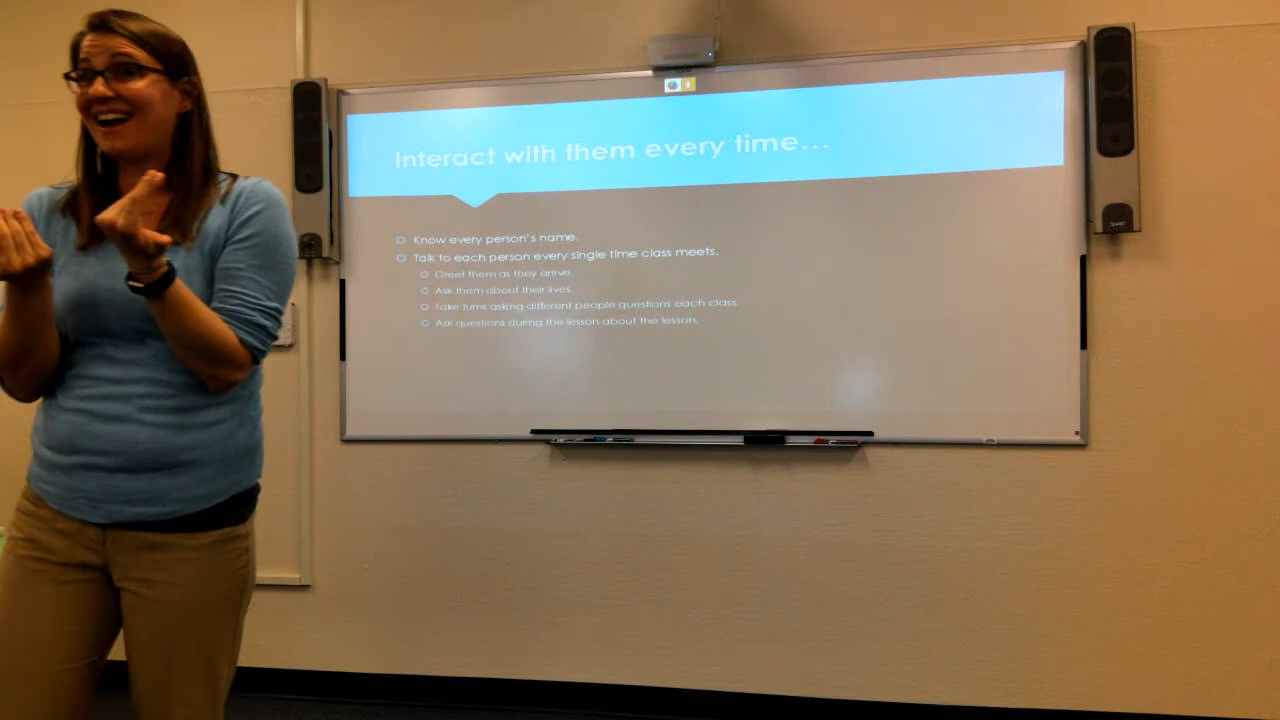 Interact with them every time...
Know every person's name.
Talk to each person every single time class meets.
Greet them as they arrive.
Ask them about their lives.
Take turns asking different people questions each class.
Ask questions during the lesson about the lesson.